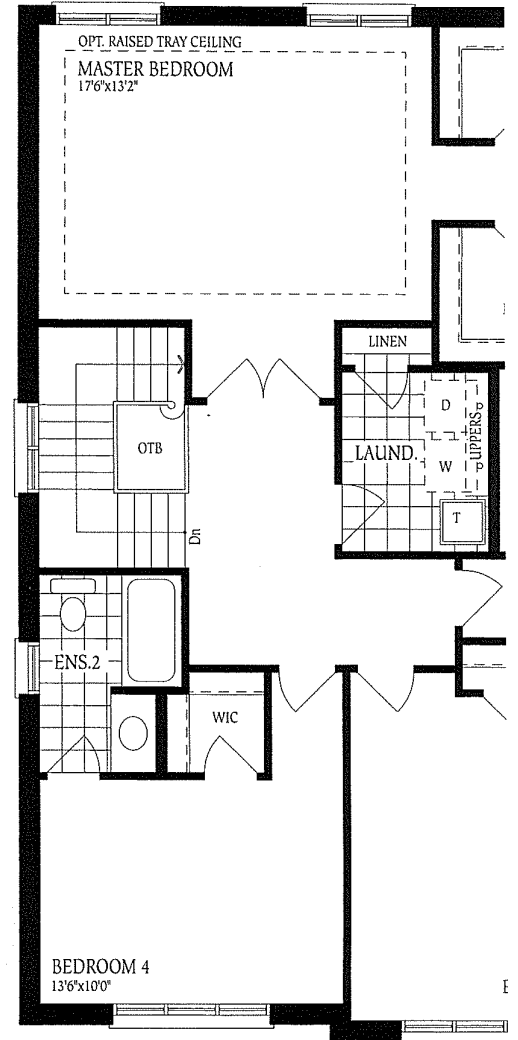 OPT. RAISED TRAY CEILING
MASTER BEDROOM
17'6"x13'2"
LINEN
D
UPPERS
LAUND.
W
T
OTB
Dn
ENS.2
WIC
BEDROOM 4
13'6"x10'0"